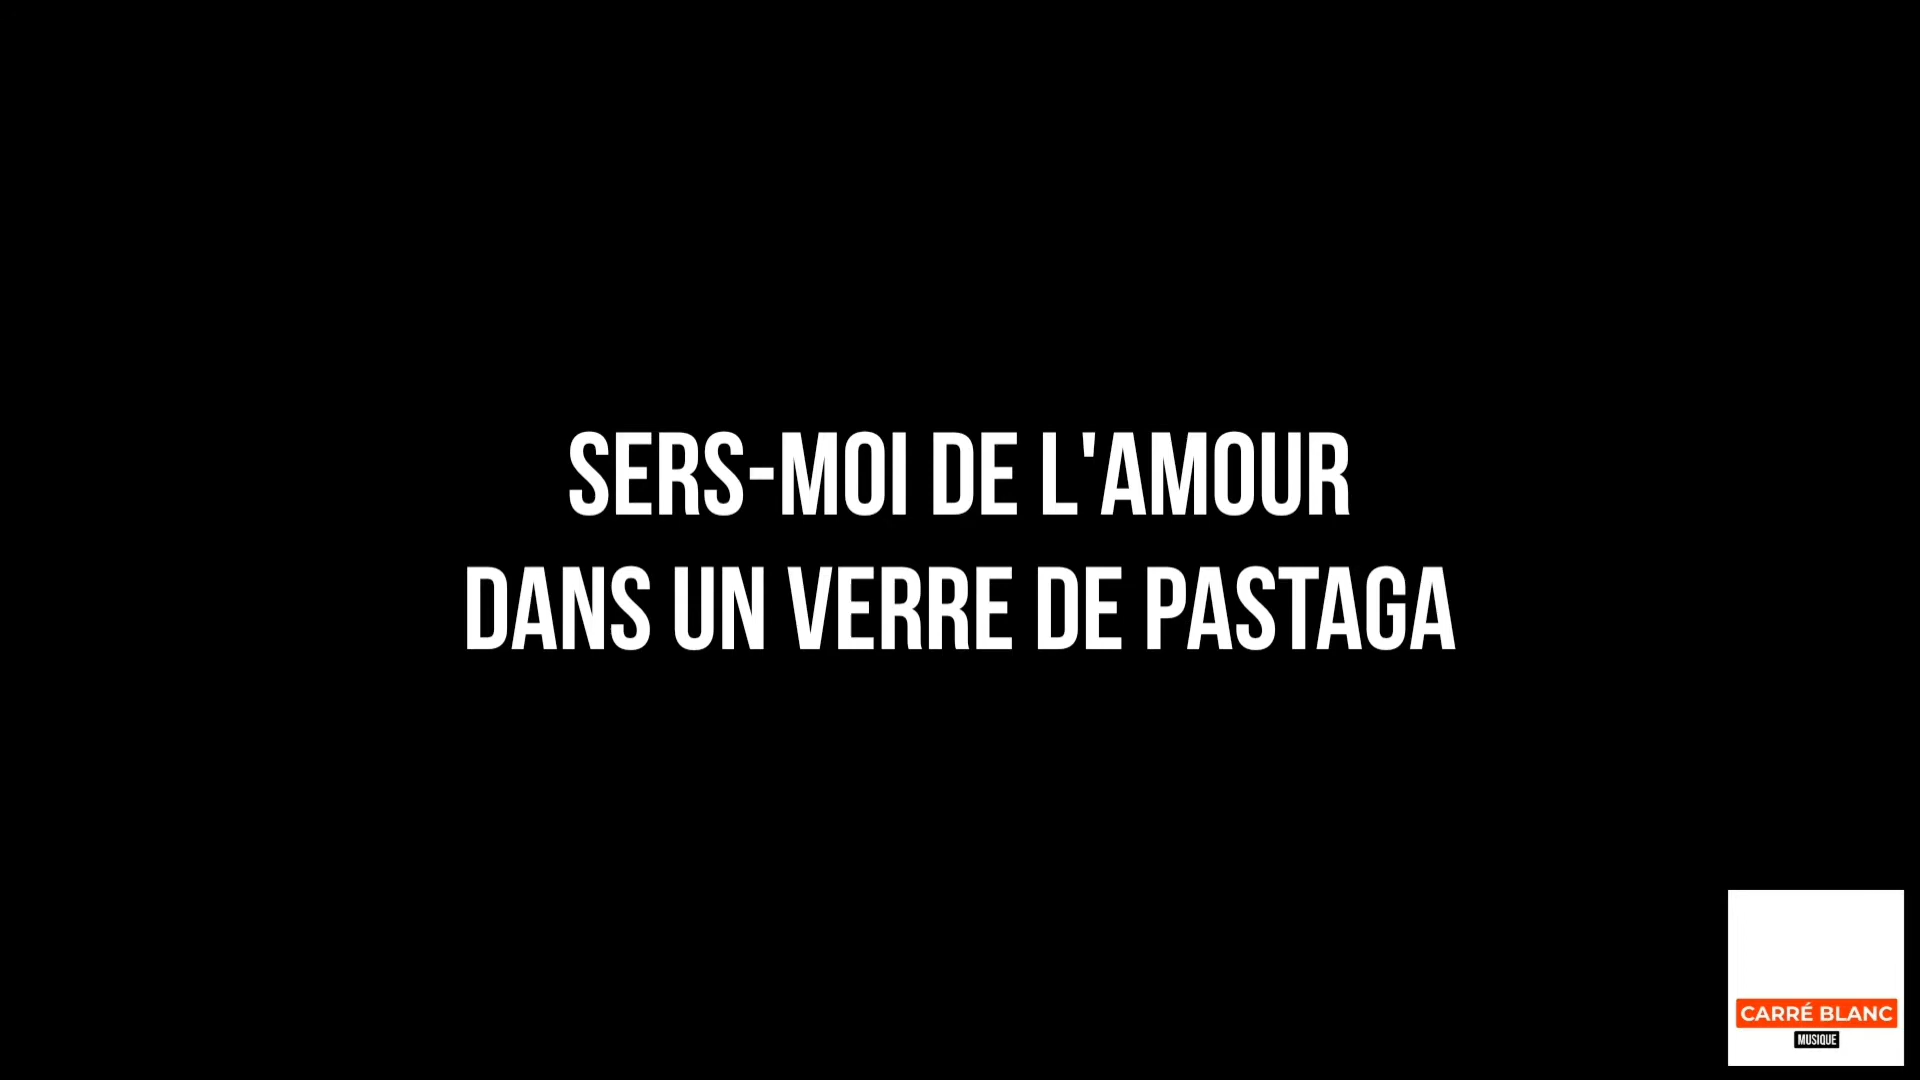 SERS-MOI DE L'AMOUR
DANS UN VERRE DE PASTAGA
CARRÉ BLANC
MUSIQUE